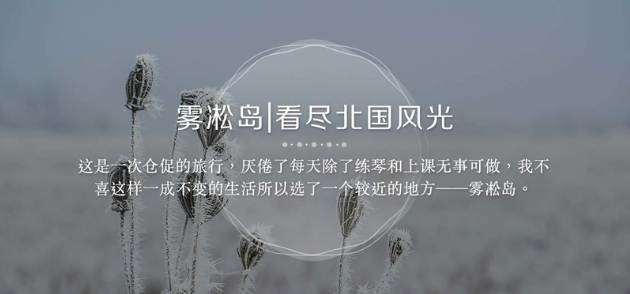 雾凇岛|看尽北国风光
这是一次仓促的旅行，厌倦了每天除了练琴和上课无事可做，我不
喜这样一成不变的生活所以选了一个较近的地方——雾凇岛。